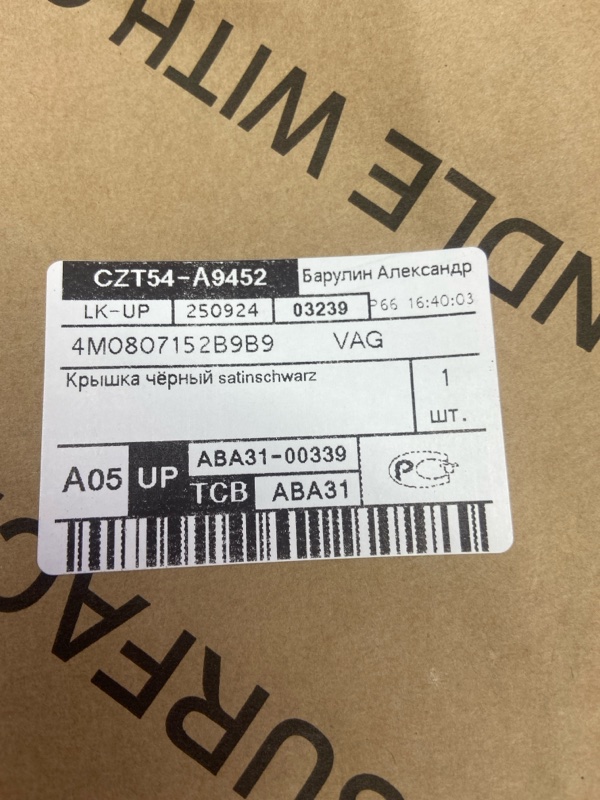 NDLE WITH C
CZT54-A9452 Барулин Александр
LK-UP 250924 03239 P66 16:40:03
4M0807152B9B9 VAG
Крышка чёрный satinschwarz 1
шт.
A05 UP ABA31-00339
TCB ABA31
РСТ
SURFAC